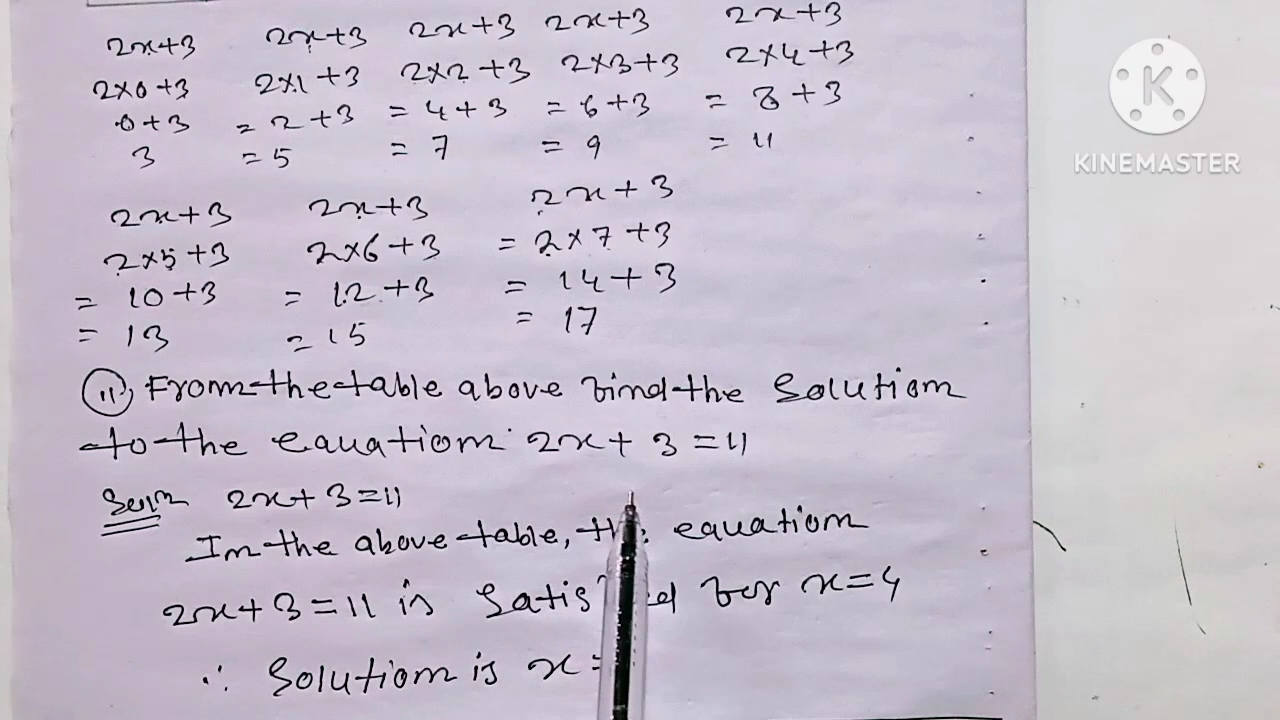 2x+3 2x+3 2x+3 2x+3 2x+3
2×0+3 2×1+3 2×2+3 2×3+3 2×4+3
0+3 =2+3 =4+3 =6+3 =8+3
3 =5 =7 =9 =11
K
KINEMASTER
2x+3 2x+3 2x+3
2×5+3 2×6+3 =2×7+3
=10+3 =12+3 =14+3
=13 =15 =17
(ii) From the table above find the solution
to the equation 2x+3=11
Soln 2x+3=11
In the above table, equation
2x+3=11 is for x=4
∴ Solution is x=